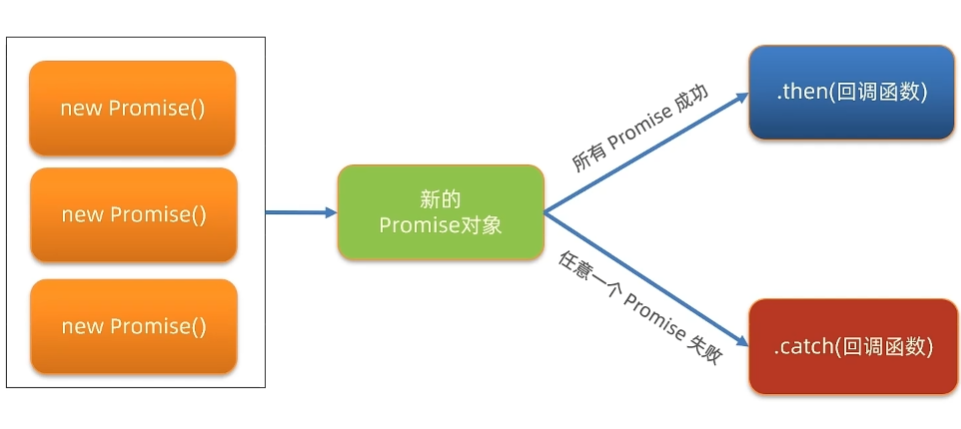 new Promise()
new Promise()
new Promise()
新的
Promise对象
所有 Promise 成功
任意一个 Promise 失败
.then(回调函数)
.catch(回调函数)